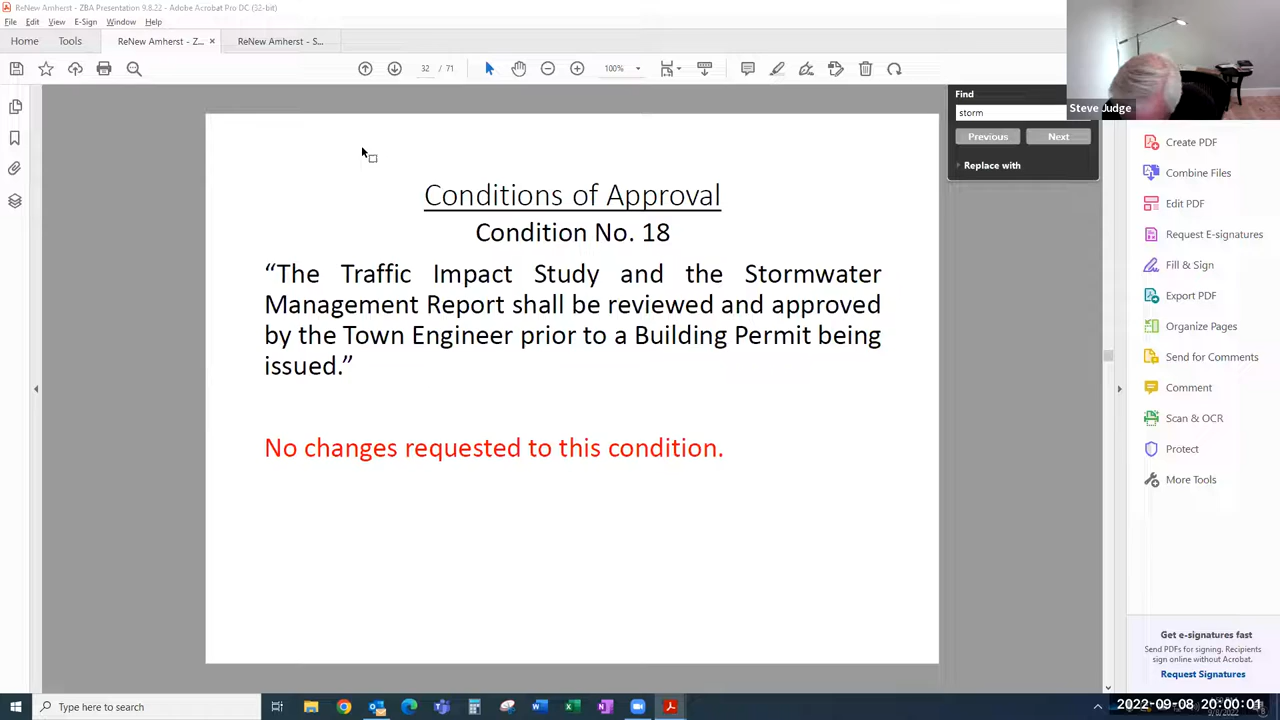 ReNew Amherst - ZBA Presentation 9.8.22 - Adobe Acrobat Pro DC (32-bit)
File Edit View E-Sign Window Help
Home Tools ReNew Amherst - Z... × ReNew Amherst - S...
32 / 71 100%
Steve Judge
Find
storm
Previous Next
Replace with
Conditions of Approval
Condition No. 18
“The Traffic Impact Study and the Stormwater
Management Report shall be reviewed and approved
by the Town Engineer prior to a Building Permit being
issued.”
No changes requested to this condition.
Create PDF
Combine Files
Edit PDF
Request E-signatures
Fill & Sign
Export PDF
Organize Pages
Send for Comments
Comment
Scan & OCR
Protect
More Tools
Get e-signatures fast
Send PDFs for signing. Recipients
sign online without Acrobat.
Request Signatures
Type here to search
2022-09-08 20:00:01